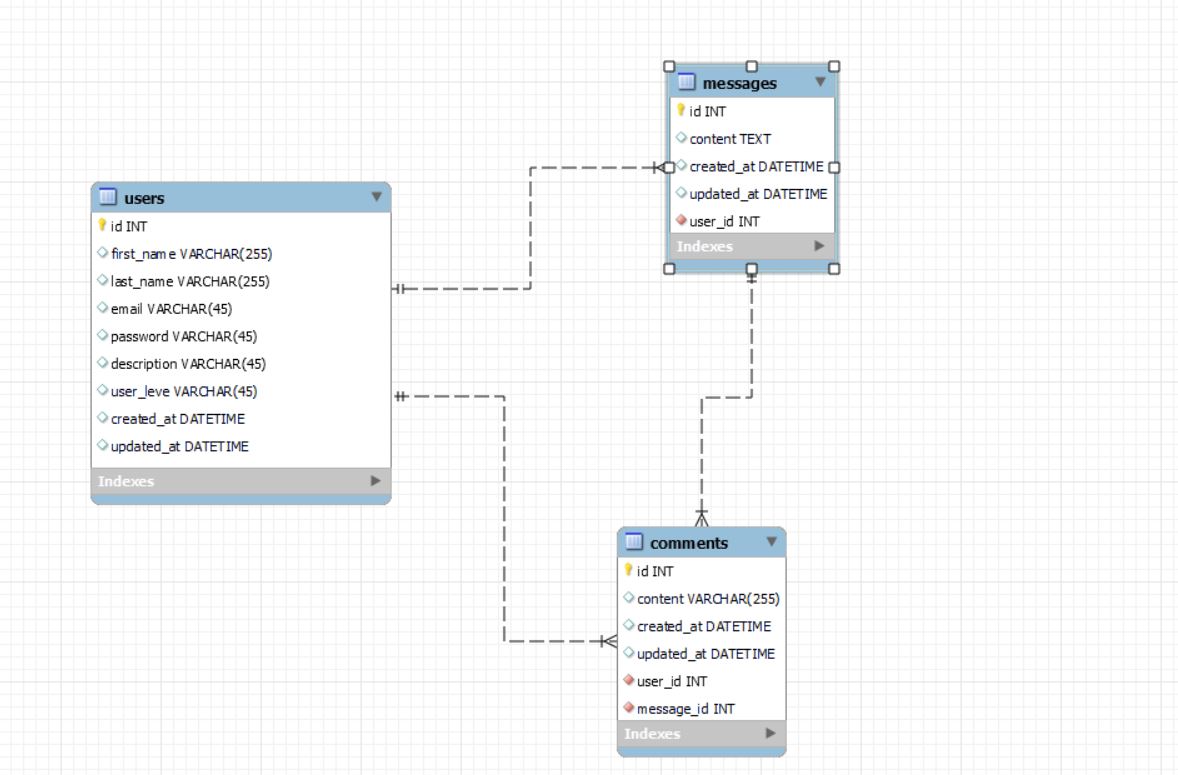 users
id INT
first_name VARCHAR(255)
last_name VARCHAR(255)
email VARCHAR(45)
password VARCHAR(45)
description VARCHAR(45)
user_leve VARCHAR(45)
created_at DATETIME
updated_at DATETIME
Indexes
messages
id INT
content TEXT
created_at DATETIME
updated_at DATETIME
user_id INT
Indexes
comments
id INT
content VARCHAR(255)
created_at DATETIME
updated_at DATETIME
user_id INT
message_id INT
Indexes